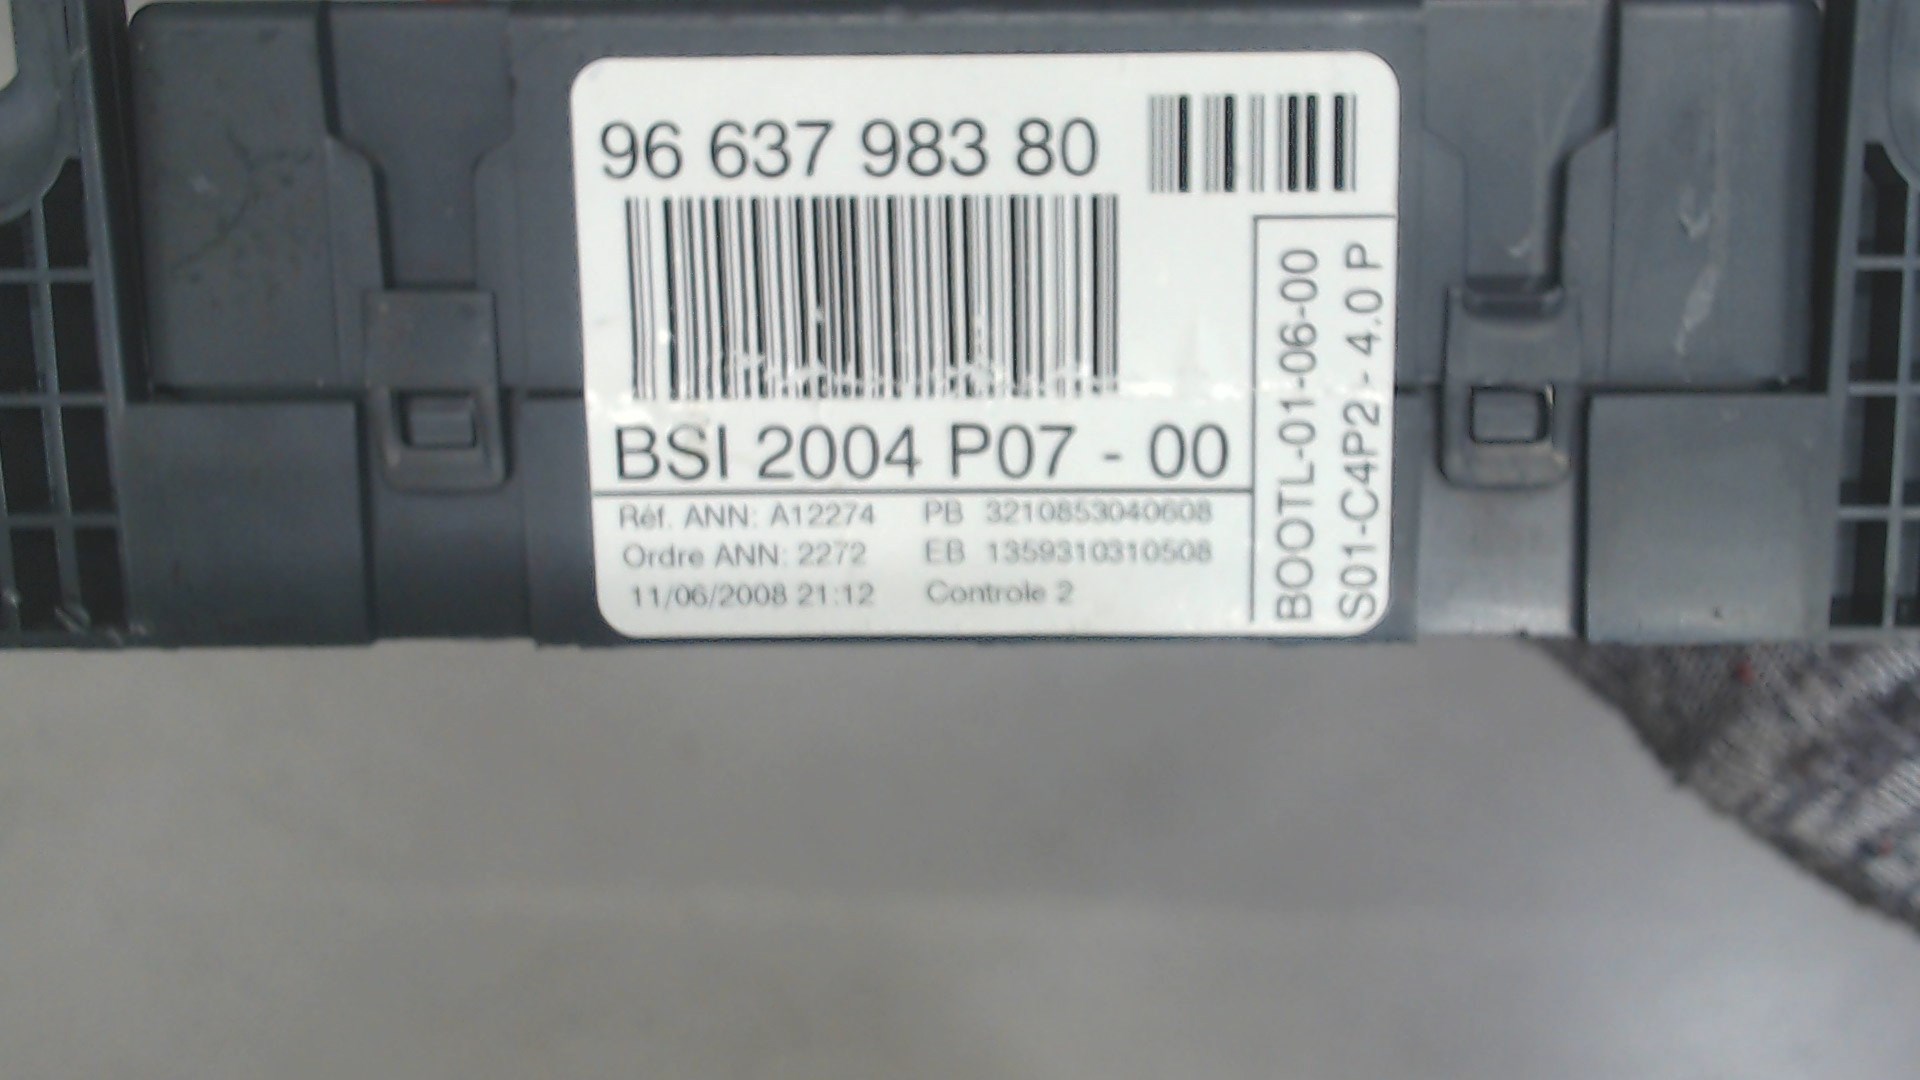 96 637 983 80
BSI 2004 P07 - 00
Réf. ANN: A12274 PB 3210853040608
Ordre ANN: 2272 EB 1359310310508
11/06/2008 21:12 Controle 2
BOOTL-01-06-00
S01-C4P2 - 4.0 P